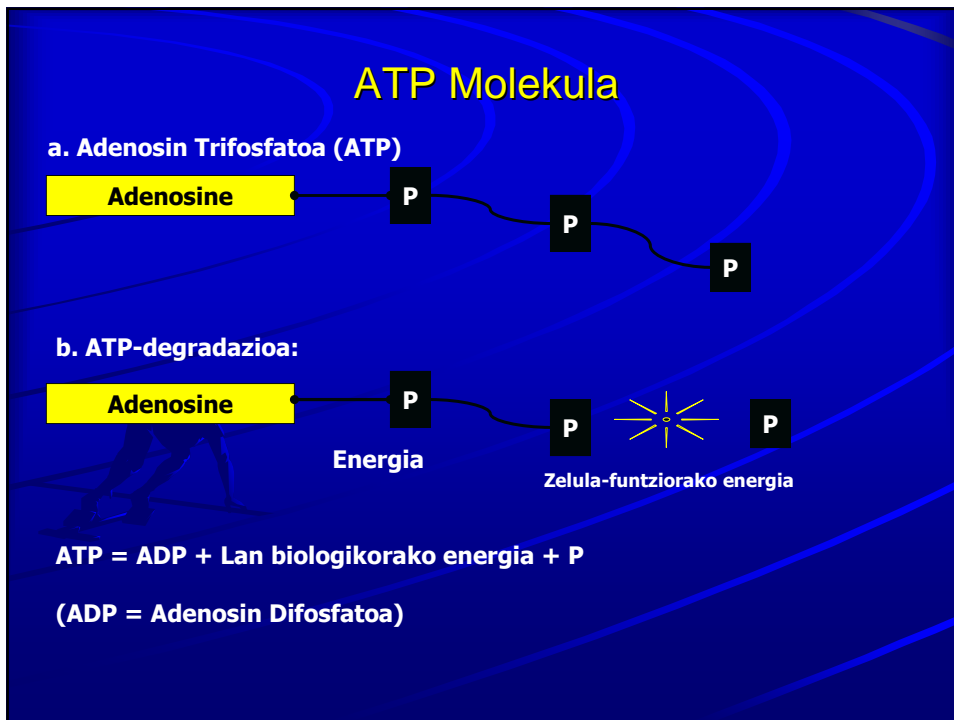 ATP Molekula
a. Adenosin Trifosfatoa (ATP)
Adenosine P
P
P
b. ATP-degradazioa:
Adenosine P
P P
Energia
Zelula-funtziorako energia
ATP = ADP + Lan biologikorako energia + P
(ADP = Adenosin Difosfatoa)